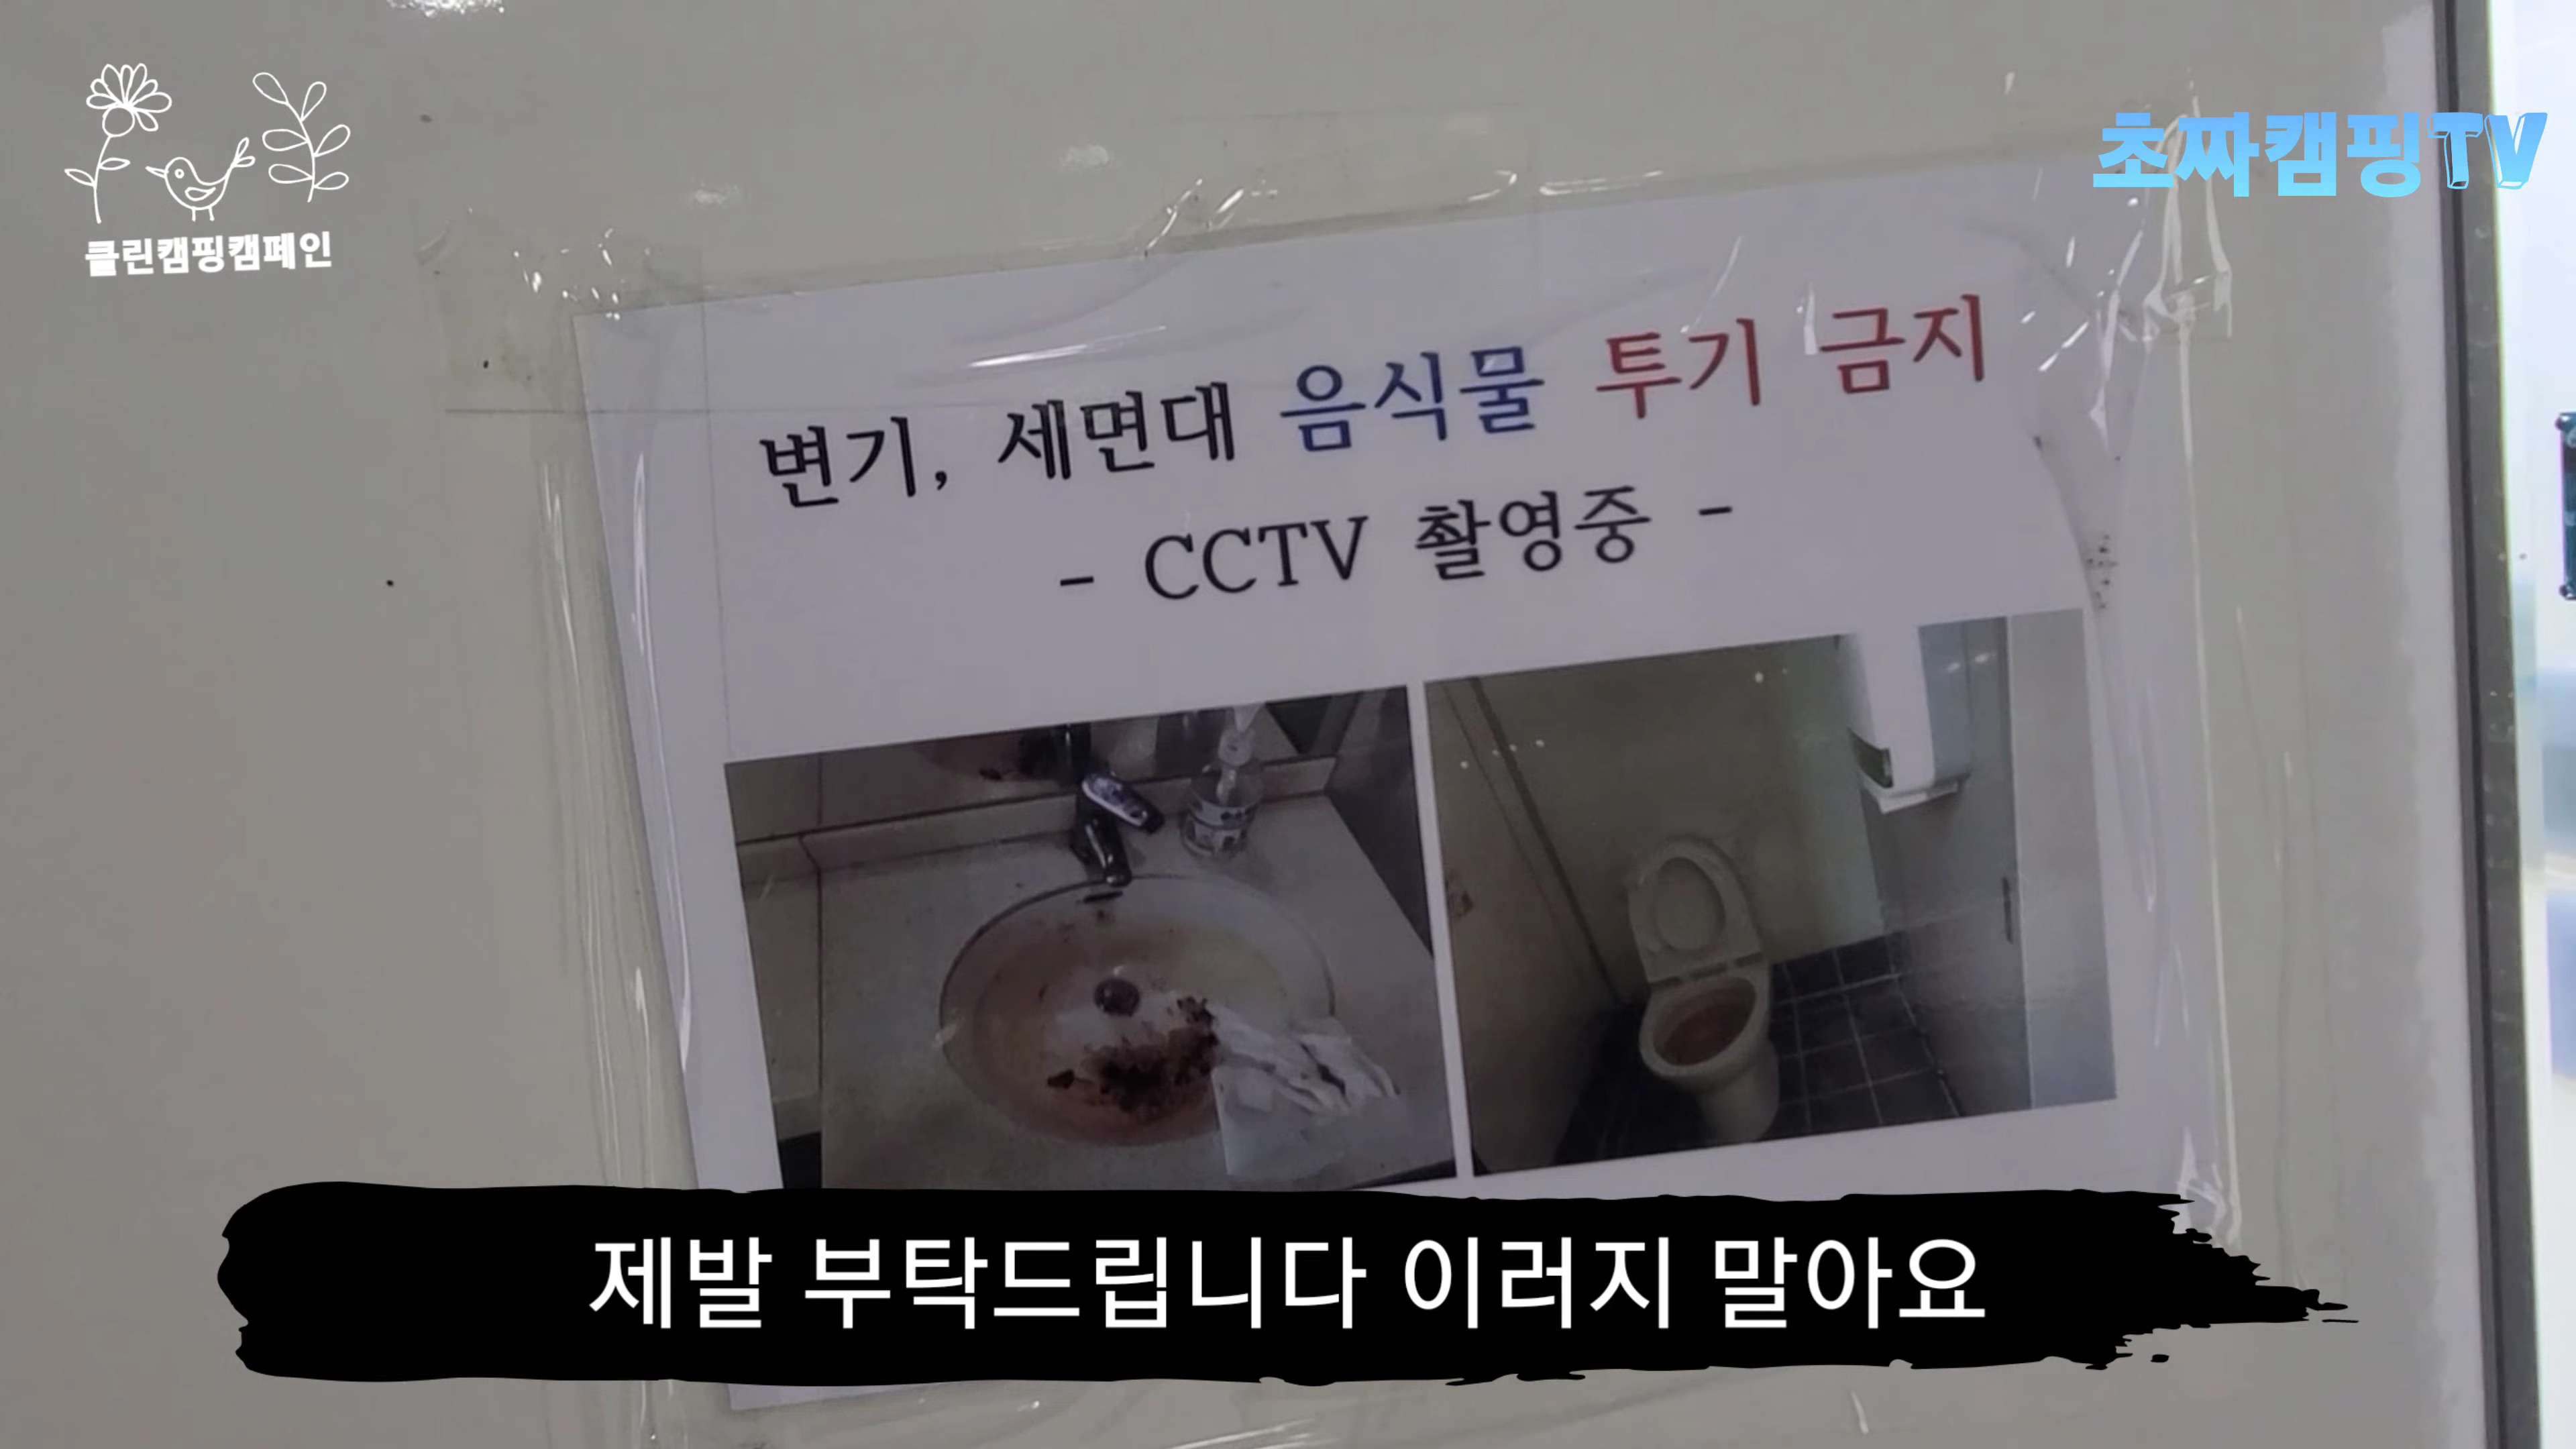 클린캠핑캠페인
초짜캠핑TV
변기, 세면대 음식물 투기 금지
- CCTV 촬영중 -
제발 부탁드립니다 이러지 말아요